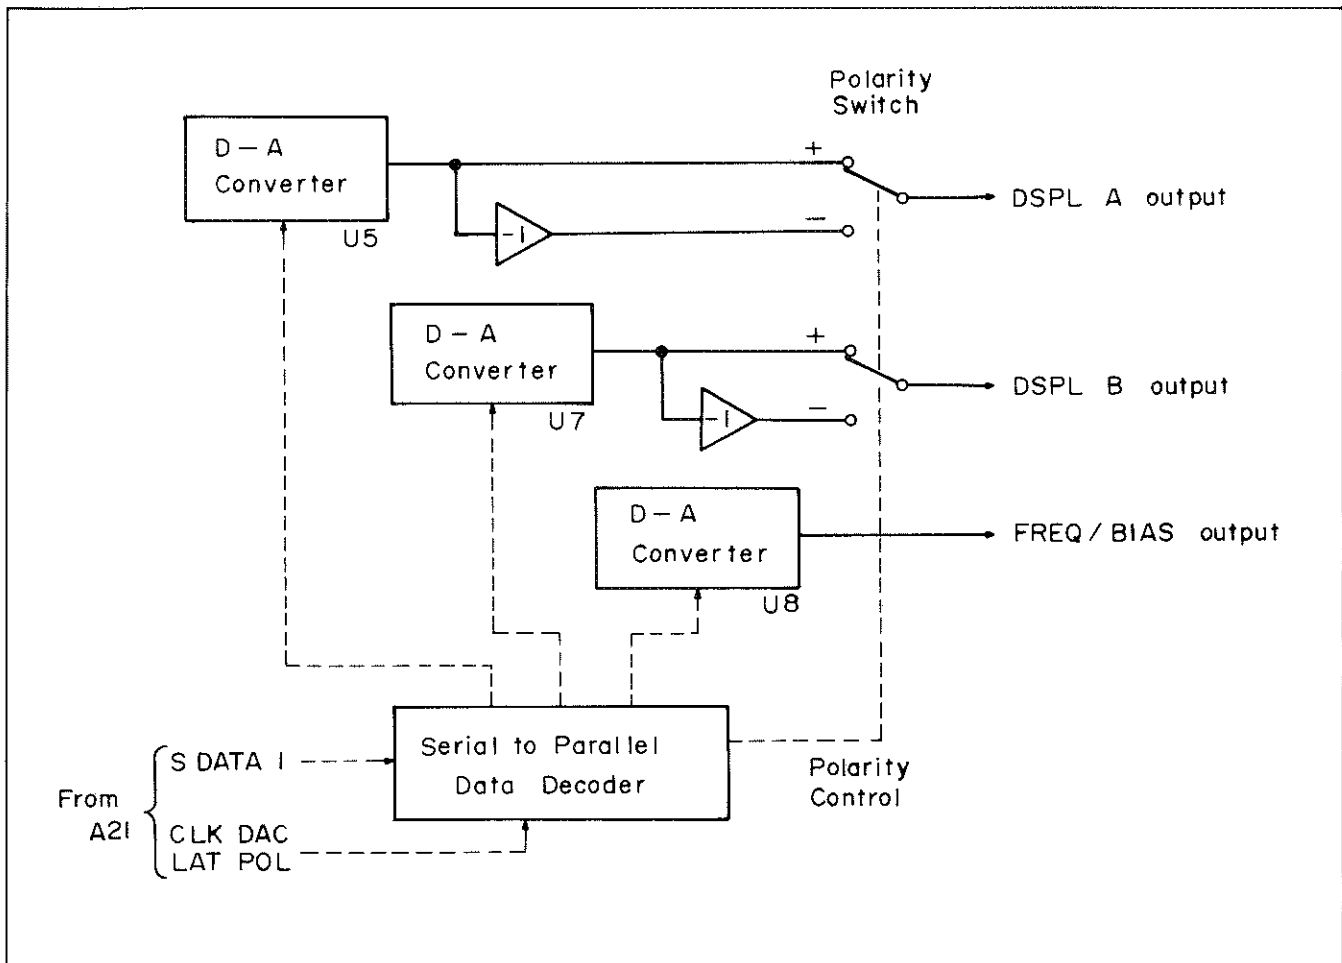 Polarity
Switch
D-A
Converter
U5
+
-
-1
DSPL A output
D-A
Converter
U7
+
-
-1
DSPL B output
D-A
Converter
U8
FREQ/BIAS output
Serial to Parallel
Data Decoder
Polarity
Control
From
A21
S DATA 1
CLK DAC
LAT POL